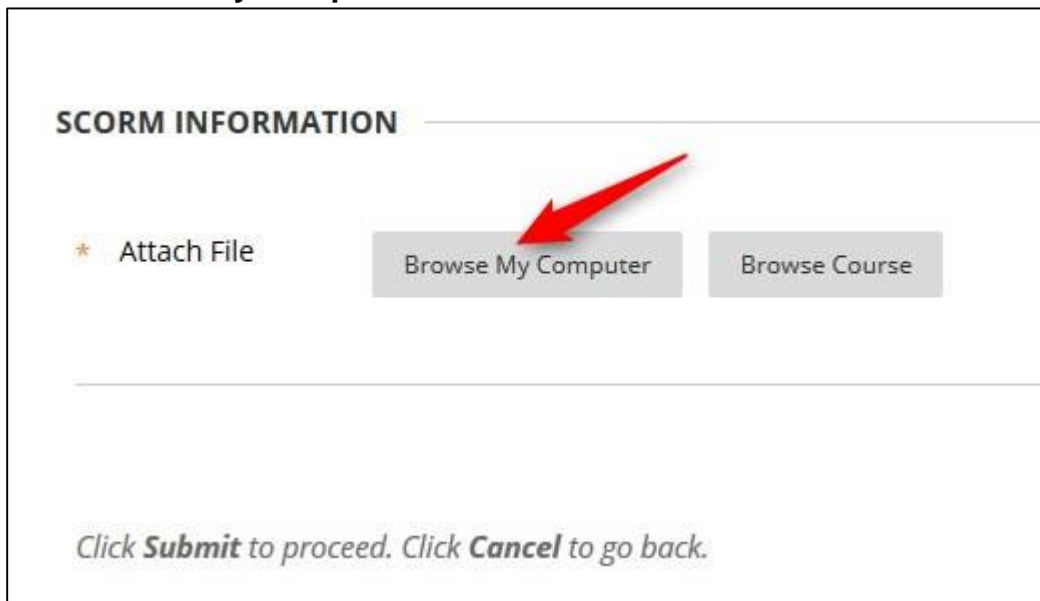 SCORM INFORMATION
* Attach File Browse My Computer Browse Course
Click Submit to proceed. Click Cancel to go back.